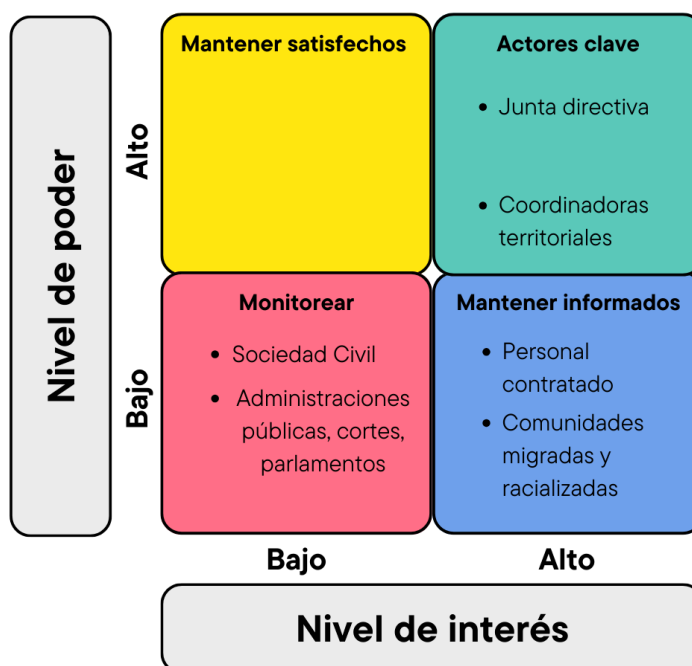 Nivel de poder
Alto
Bajo
Mantener satisfechos
Actores clave
• Junta directiva
• Coordinadoras
territoriales
Monitorear
• Sociedad Civil
• Administraciones
públicas, cortes,
parlamentos
Mantener informados
• Personal
contratado
• Comunidades
migradas y
racializadas
Bajo
Alto
Nivel de interés